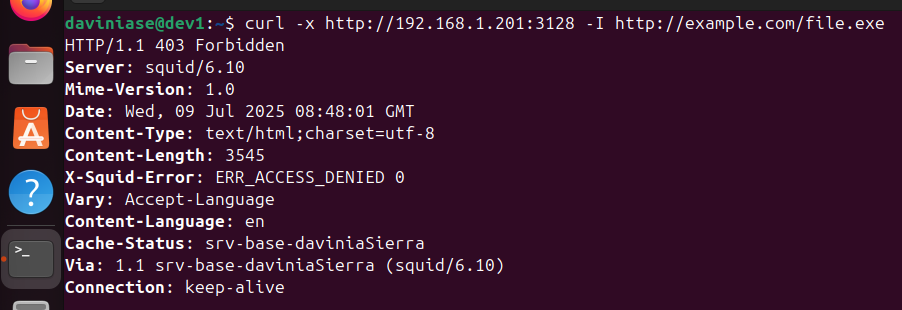 daviniase@dev1:~$ curl -x http://192.168.1.201:3128 -I http://example.com/file.exe
HTTP/1.1 403 Forbidden
Server: squid/6.10
Mime-Version: 1.0
Date: Wed, 09 Jul 2025 08:48:01 GMT
Content-Type: text/html;charset=utf-8
Content-Length: 3545
X-Squid-Error: ERR_ACCESS_DENIED 0
Vary: Accept-Language
Content-Language: en
Cache-Status: srv-base-daviniaSierra
Via: 1.1 srv-base-daviniaSierra (squid/6.10)
Connection: keep-alive